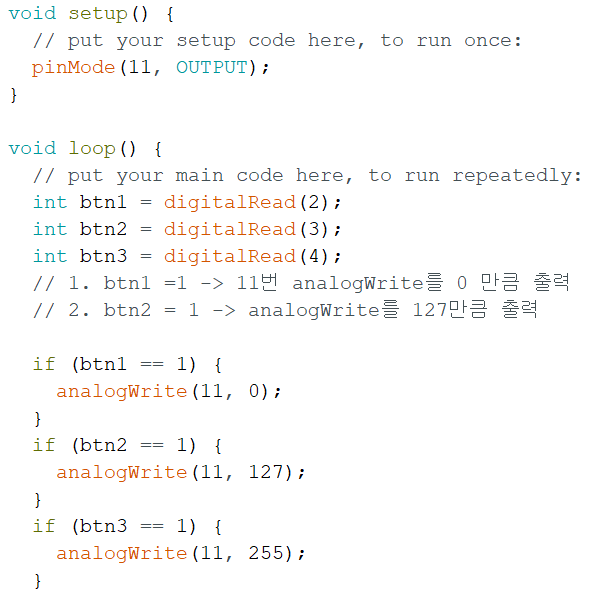 void setup() {
  // put your setup code here, to run once:
  pinMode(11, OUTPUT);
}

void loop() {
  // put your main code here, to run repeatedly:
  int btn1 = digitalRead(2);
  int btn2 = digitalRead(3);
  int btn3 = digitalRead(4);
  // 1. btn1 =1 -> 11번 analogWrite를 0 만큼 출력
  // 2. btn2 = 1 -> analogWrite를 127만큼 출력

  if (btn1 == 1) {
    analogWrite(11, 0);
  }
  if (btn2 == 1) {
    analogWrite(11, 127);
  }
  if (btn3 == 1) {
    analogWrite(11, 255);
  }